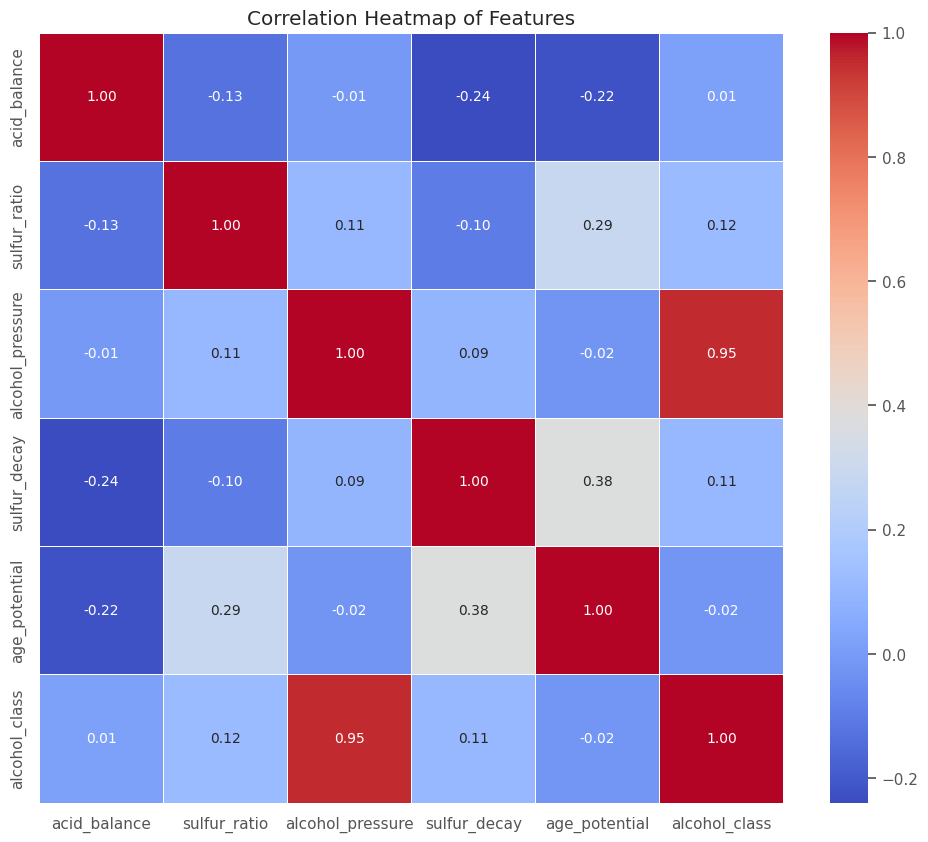 Correlation Heatmap of Features
acid_balance 1.00 -0.13 -0.01 -0.24 -0.22 0.01
sulfur_ratio -0.13 1.00 0.11 -0.10 0.29 0.12
alcohol_pressure -0.01 0.11 1.00 0.09 -0.02 0.95
sulfur_decay -0.24 -0.10 0.09 1.00 0.38 0.11
age_potential -0.22 0.29 -0.02 0.38 1.00 -0.02
alcohol_class 0.01 0.12 0.95 0.11 -0.02 1.00
acid_balance sulfur_ratio alcohol_pressure sulfur_decay age_potential alcohol_class
1.0
0.8
0.6
0.4
0.2
0.0
−0.2